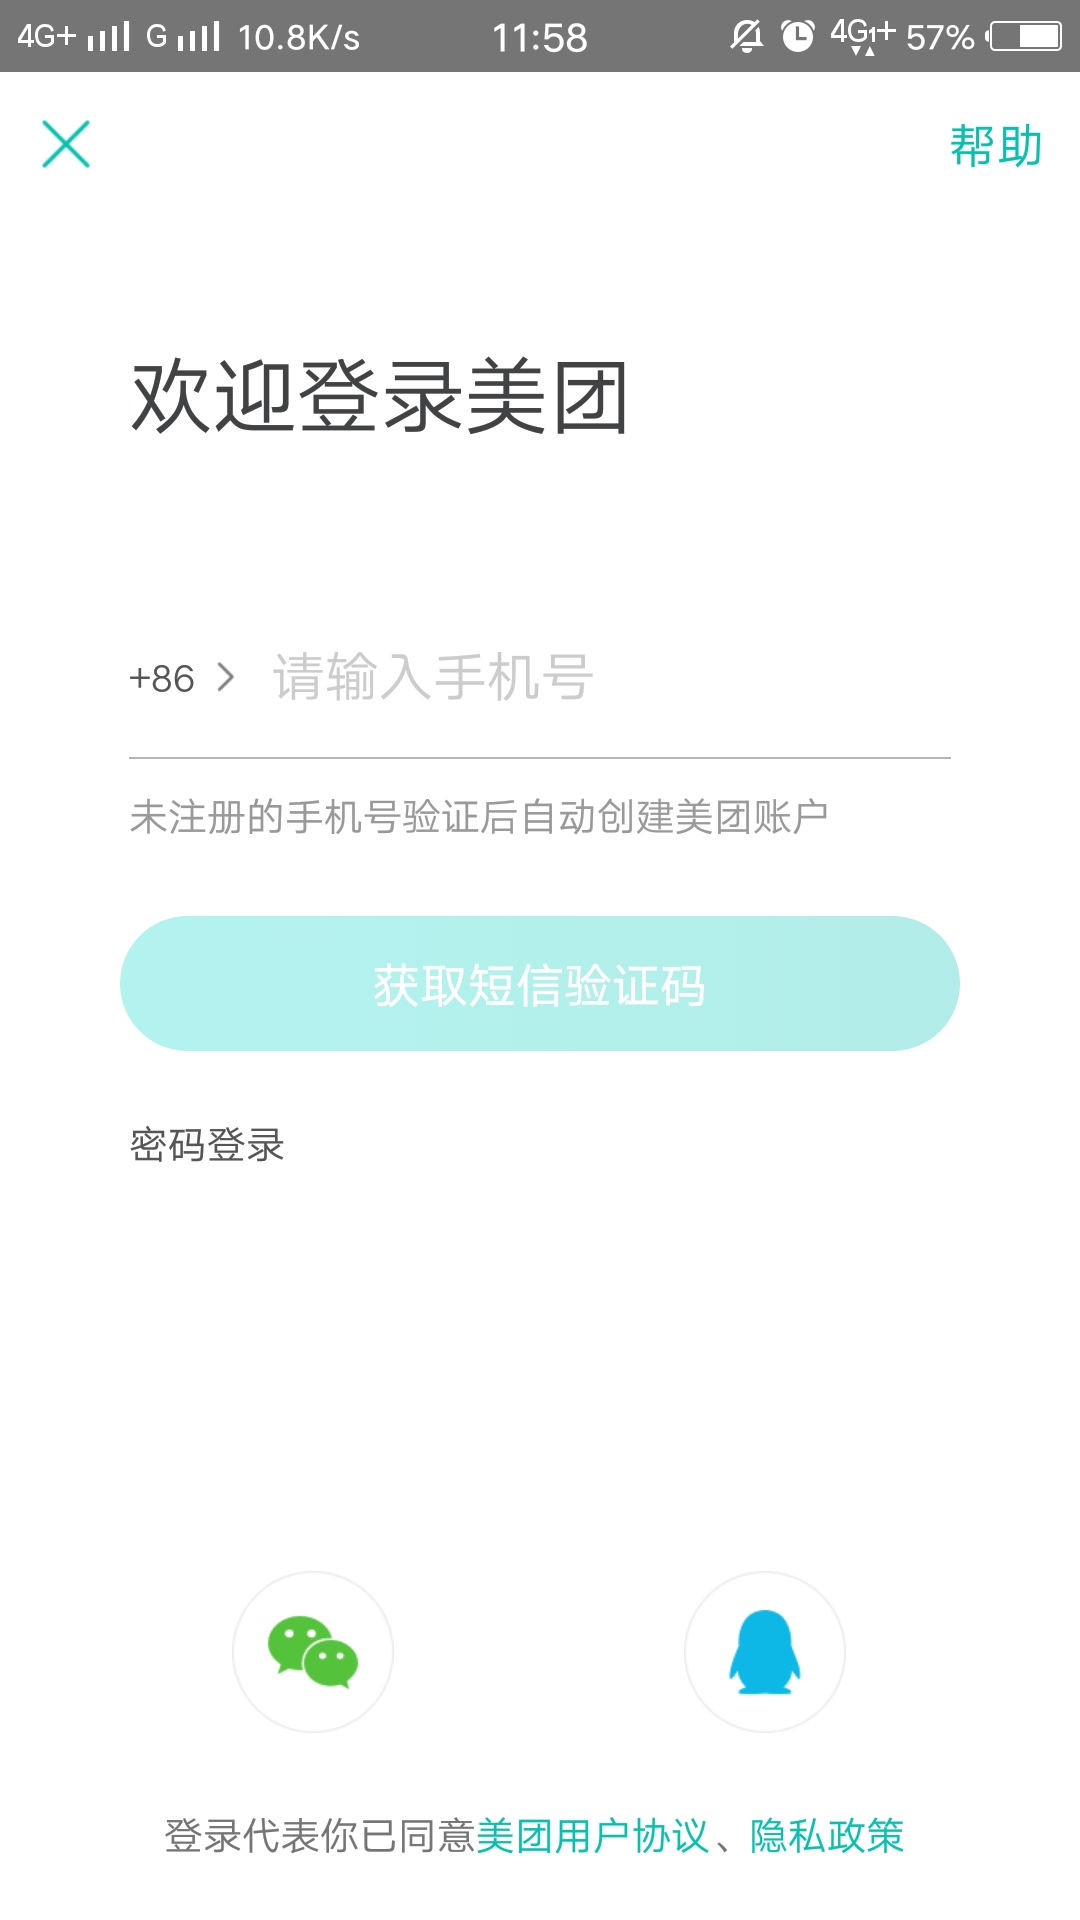 4G+ G 10.8K/s 11:58 4G1+ 57%
帮助
欢迎登录美团
+86 请输入手机号
未注册的手机号验证后自动创建美团账户
获取短信验证码
密码登录
登录代表你已同意美团用户协议、隐私政策